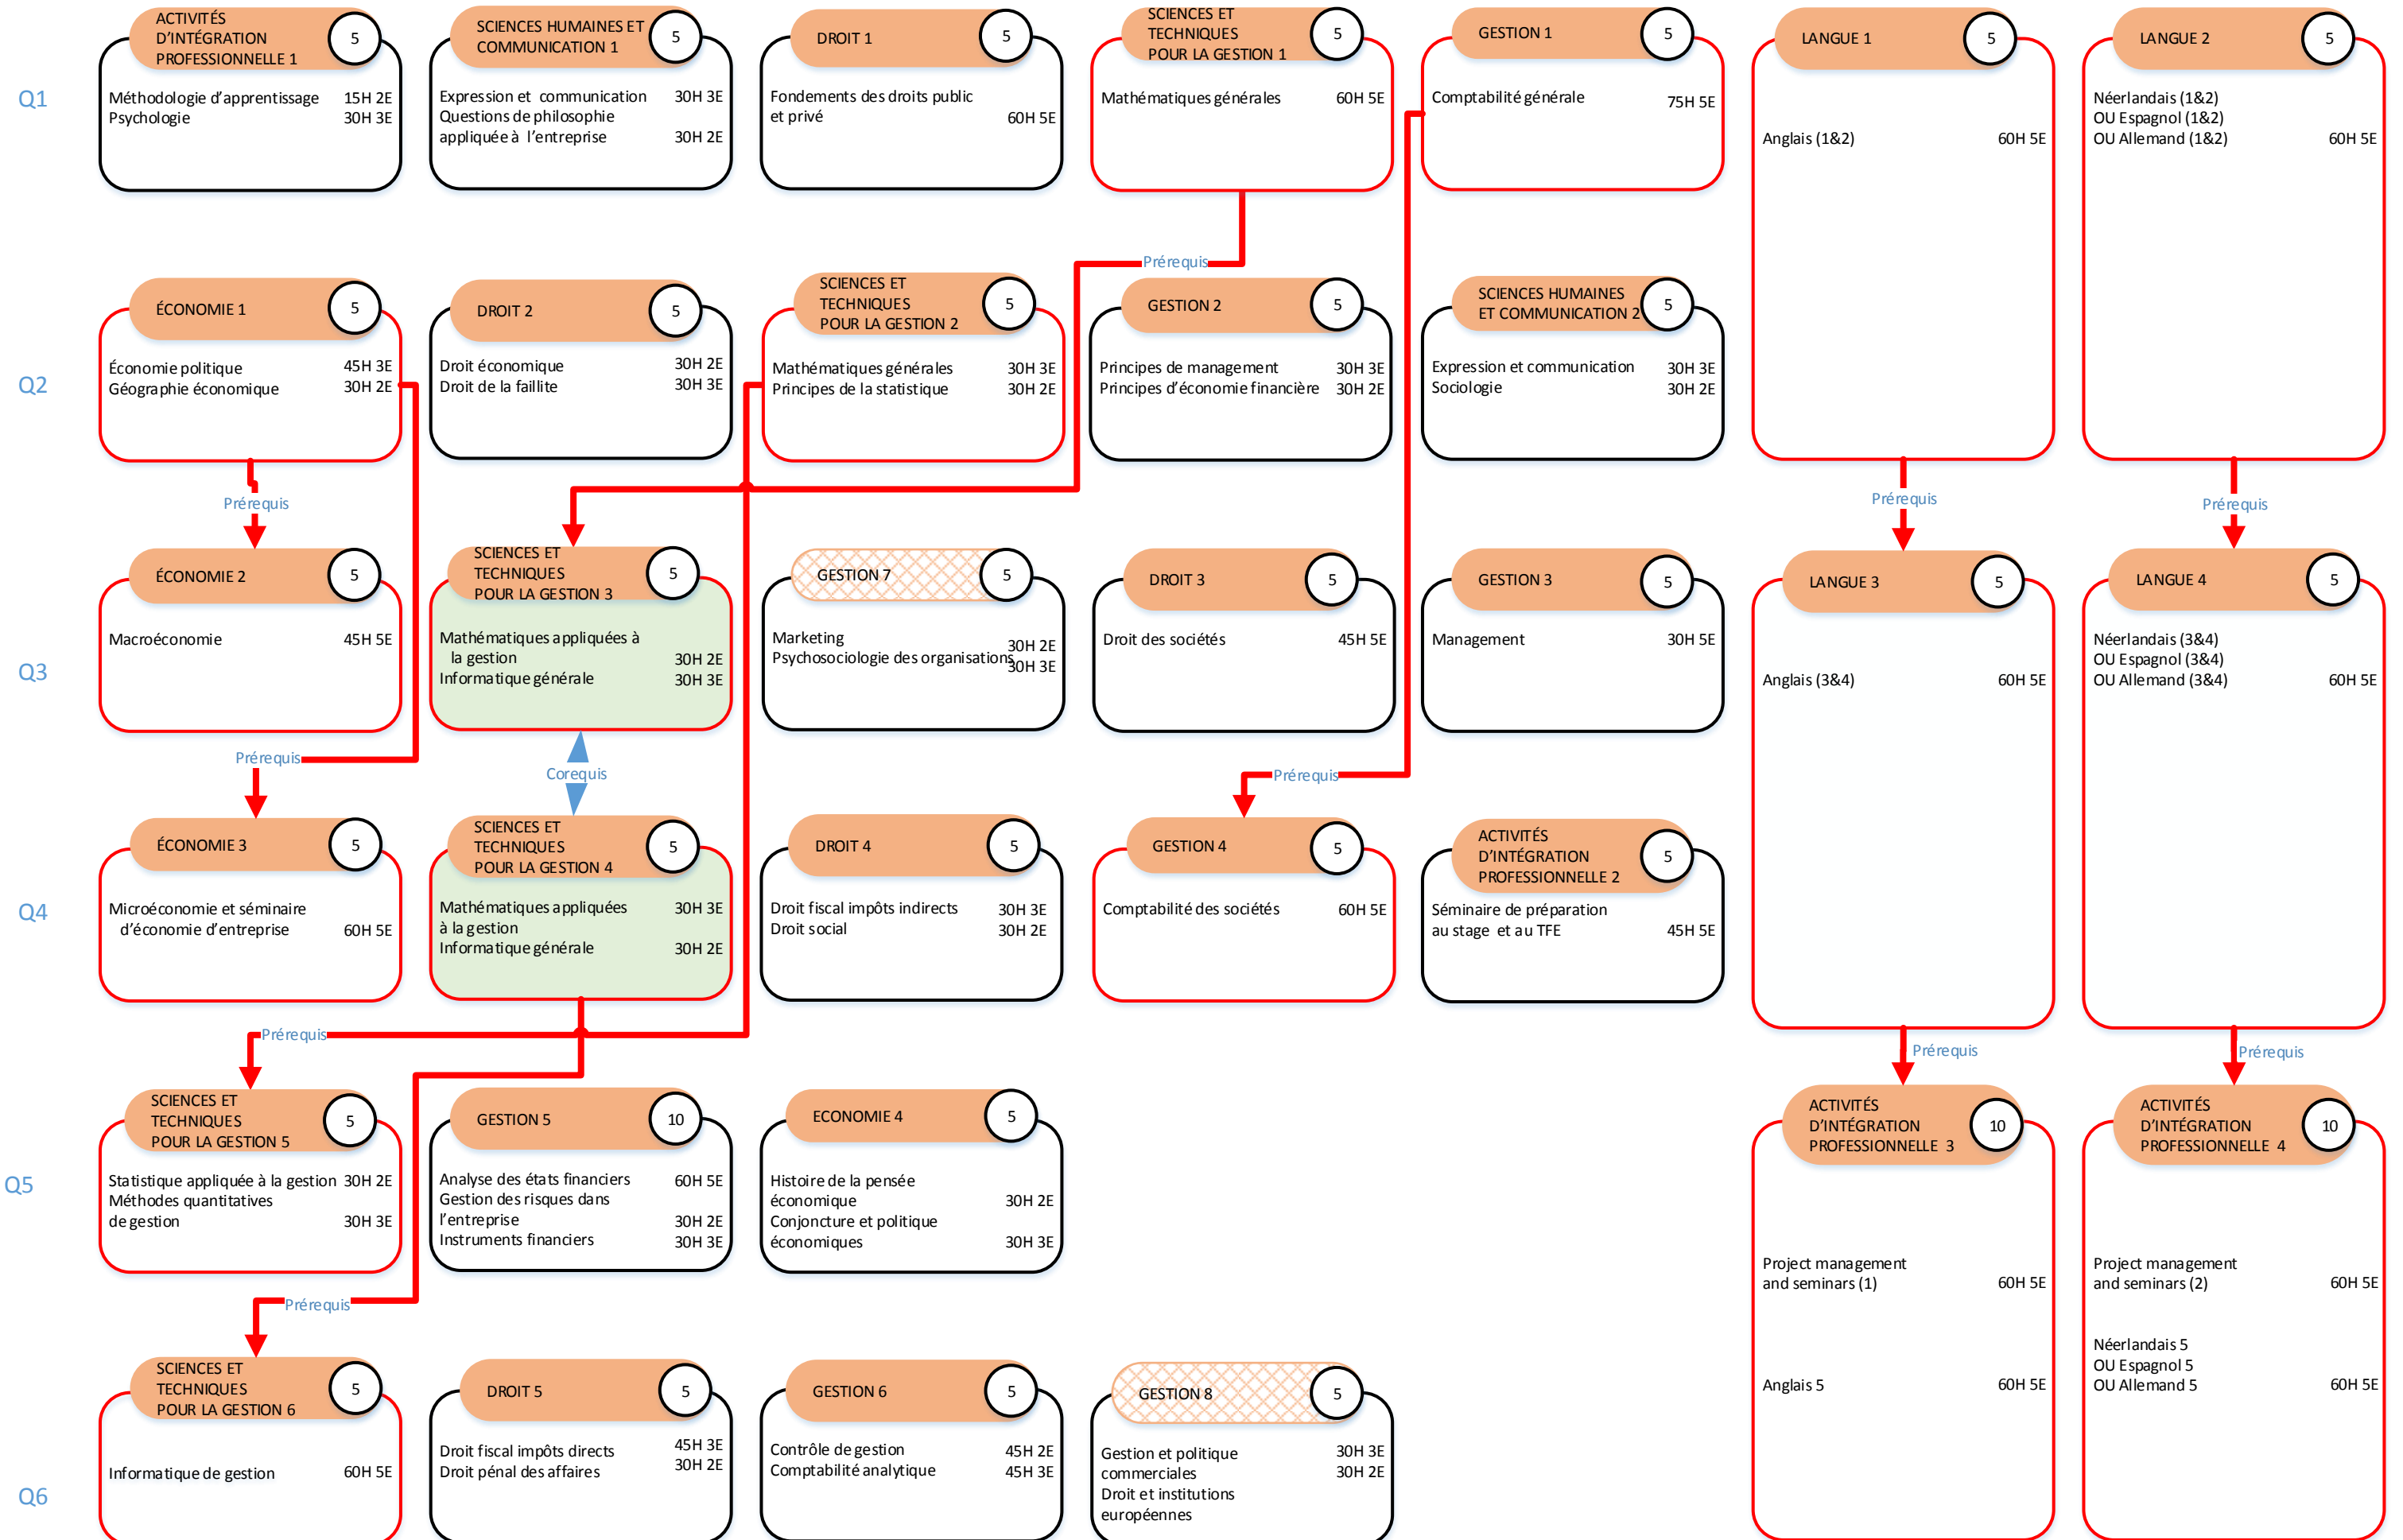 Q1
ACTIVITÉS
D'INTÉGRATION
PROFESSIONNELLE 1
5
Méthodologie d'apprentissage 15H 2E
Psychologie 30H 3E
SCIENCES HUMAINES ET
COMMUNICATION 1
5
Expression et communication 30H 3E
Questions de philosophie
appliquée à l'entreprise 30H 2E
DROIT 1
5
Fondements des droits public
et privé 60H 5E
SCIENCES ET
TECHNIQUES
POUR LA GESTION 1
5
Mathématiques générales 60H 5E
GESTION 1
5
Comptabilité générale 75H 5E
LANGUE 1
5
Anglais (1&2) 60H 5E
LANGUE 2
5
Néerlandais (1&2)
OU Espagnol (1&2)
OU Allemand (1&2) 60H 5E
Prérequis
Q2
ÉCONOMIE 1
5
Économie politique 45H 3E
Géographie économique 30H 2E
DROIT 2
5
Droit économique 30H 2E
Droit de la faillite 30H 3E
SCIENCES ET
TECHNIQUES
POUR LA GESTION 2
5
Mathématiques générales 30H 3E
Principes de la statistique 30H 2E
GESTION 2
5
Principes de management 30H 3E
Principes d'économie financière 30H 2E
SCIENCES HUMAINES
ET COMMUNICATION 2
5
Expression et communication 30H 3E
Sociologie 30H 2E
Prérequis
Prérequis
Prérequis
Q3
ÉCONOMIE 2
5
Macroéconomie 45H 5E
SCIENCES ET
TECHNIQUES
POUR LA GESTION 3
5
Mathématiques appliquées à
la gestion 30H 2E
Informatique générale 30H 3E
GESTION 7
5
Marketing 30H 2E
Psychosociologie des organisations 30H 3E
DROIT 3
5
Droit des sociétés 45H 5E
GESTION 3
5
Management 30H 5E
LANGUE 3
5
Anglais (3&4) 60H 5E
LANGUE 4
5
Néerlandais (3&4)
OU Espagnol (3&4)
OU Allemand (3&4) 60H 5E
Prérequis
Corequis
Prérequis
Q4
ÉCONOMIE 3
5
Microéconomie et séminaire
d'économie d'entreprise 60H 5E
SCIENCES ET
TECHNIQUES
POUR LA GESTION 4
5
Mathématiques appliquées 30H 3E
à la gestion
Informatique générale 30H 2E
DROIT 4
5
Droit fiscal impôts indirects 30H 3E
Droit social 30H 2E
GESTION 4
5
Comptabilité des sociétés 60H 5E
ACTIVITÉS
D'INTÉGRATION
PROFESSIONNELLE 2
5
Séminaire de préparation
au stage et au TFE 45H 5E
Prérequis
Prérequis
Prérequis
Q5
SCIENCES ET
TECHNIQUES
POUR LA GESTION 5
5
Statistique appliquée à la gestion 30H 2E
Méthodes quantitatives
de gestion 30H 3E
GESTION 5
10
Analyse des états financiers 60H 5E
Gestion des risques dans
l'entreprise 30H 2E
Instruments financiers 30H 3E
ECONOMIE 4
5
Histoire de la pensée
économique 30H 2E
Conjoncture et politique
économiques 30H 3E
ACTIVITÉS
D'INTÉGRATION
PROFESSIONNELLE 3
10
Project management
and seminars (1) 60H 5E
Anglais 5 60H 5E
ACTIVITÉS
D'INTÉGRATION
PROFESSIONNELLE 4
10
Project management
and seminars (2) 60H 5E
Néerlandais 5
OU Espagnol 5
OU Allemand 5 60H 5E
Prérequis
Q6
SCIENCES ET
TECHNIQUES
POUR LA GESTION 6
5
Informatique de gestion 60H 5E
DROIT 5
5
Droit fiscal impôts directs 45H 3E
Droit pénal des affaires 30H 2E
GESTION 6
5
Contrôle de gestion 45H 2E
Comptabilité analytique 45H 3E
GESTION 8
5
Gestion et politique 30H 3E
commerciales 30H 2E
Droit et institutions
européennes